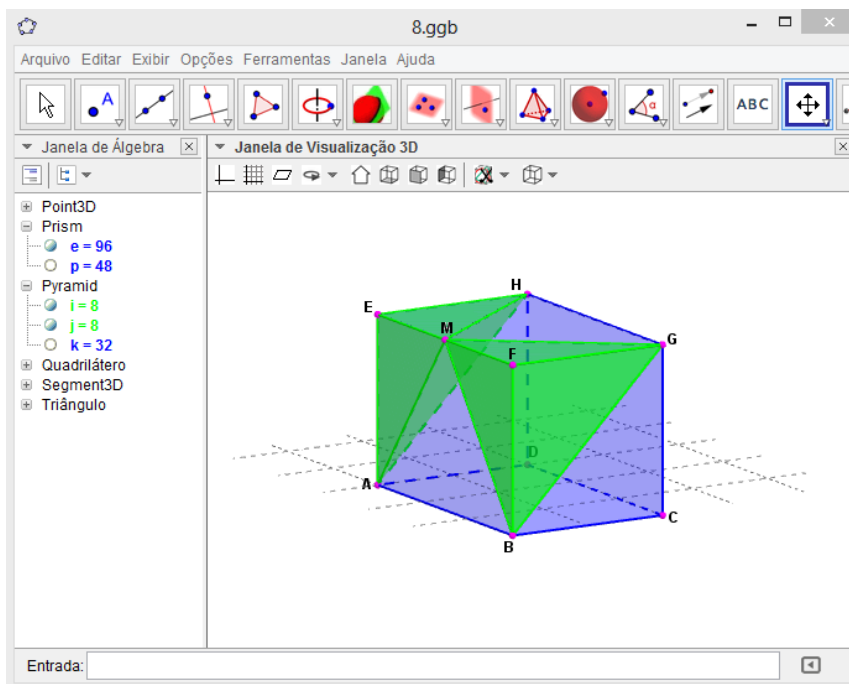 8.ggb
Arquivo Editar Exibir Opções Ferramentas Janela Ajuda
A α ABC
Janela de Álgebra
Janela de Visualização 3D
Point3D
Prism
e = 96
p = 48
Pyramid
i = 8
j = 8
k = 32
Quadrilátero
Segment3D
Triângulo
H
E
M
G
F
D
A
C
B
Entrada: